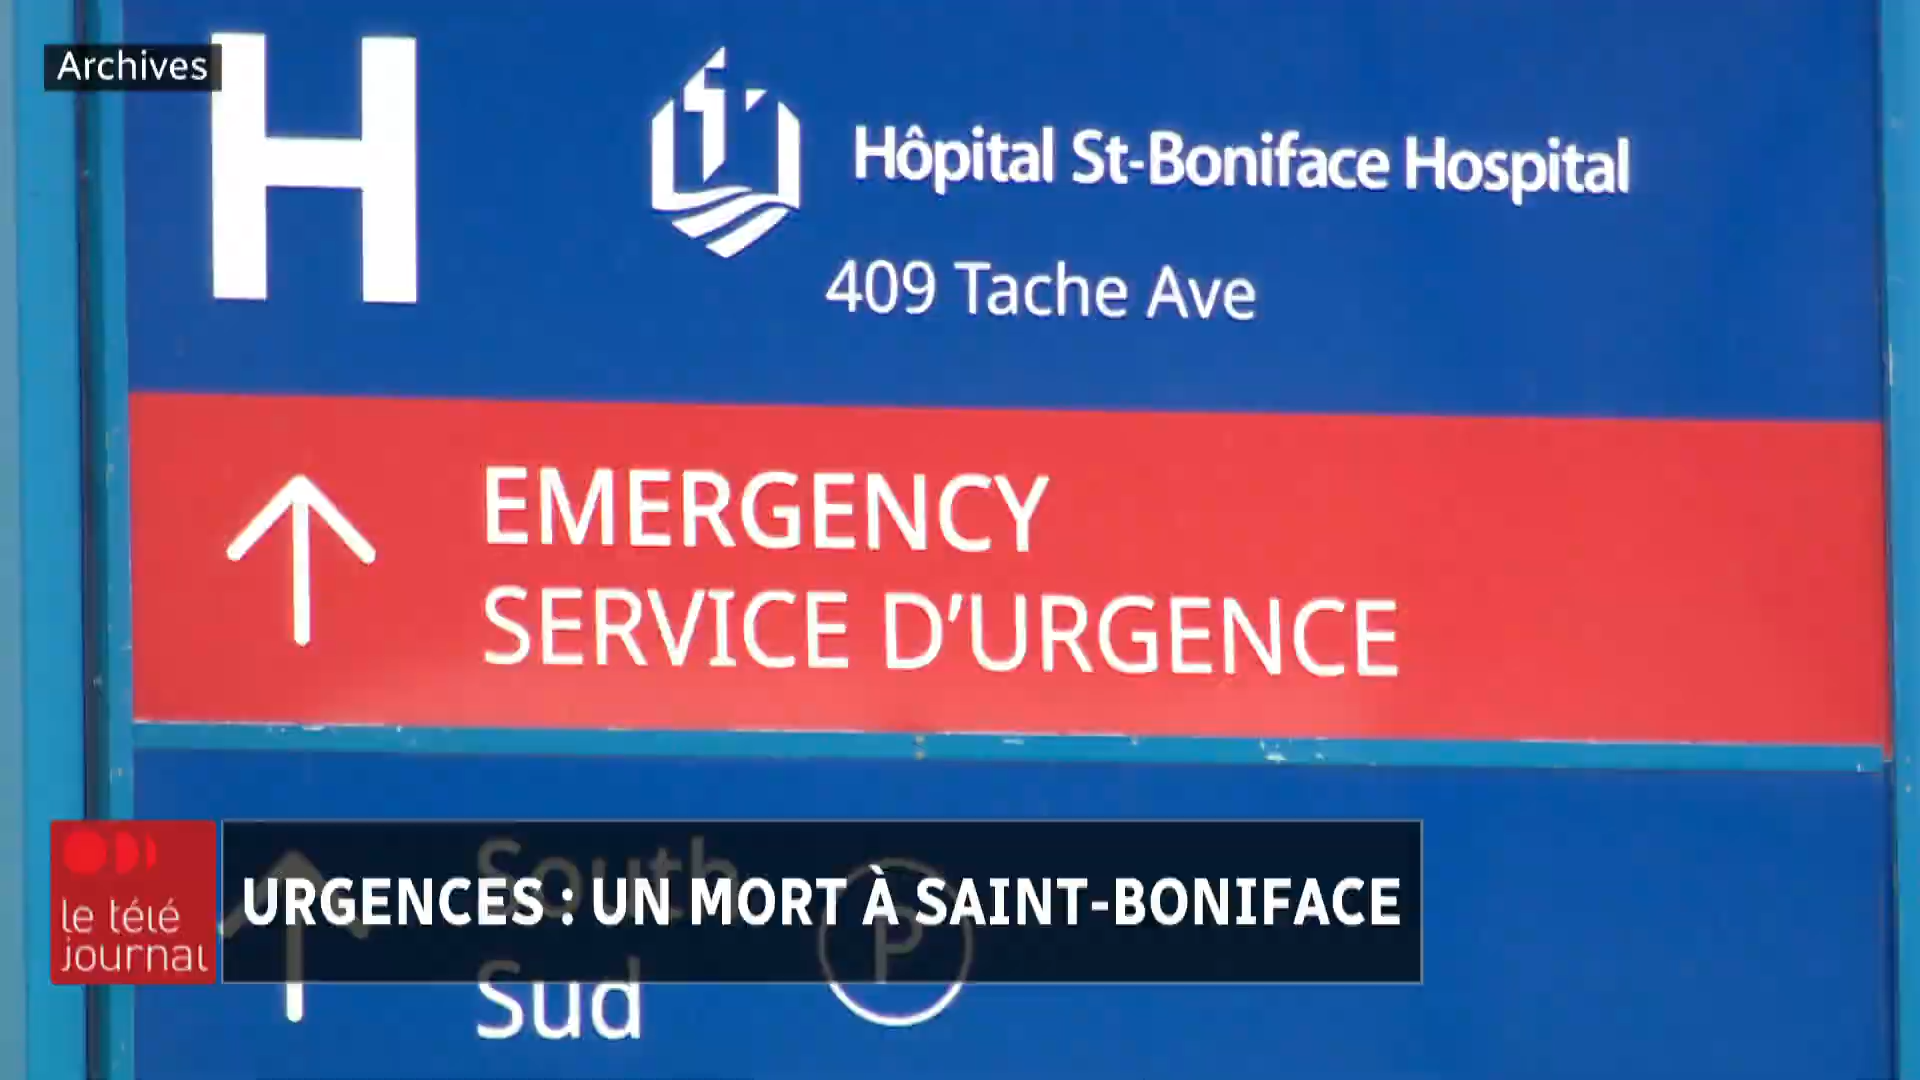 Archives
H
Hôpital St-Boniface Hospital
409 Tache Ave
EMERGENCY
SERVICE D'URGENCE
South
Sud
P
le télé
journal
URGENCES : UN MORT À SAINT-BONIFACE